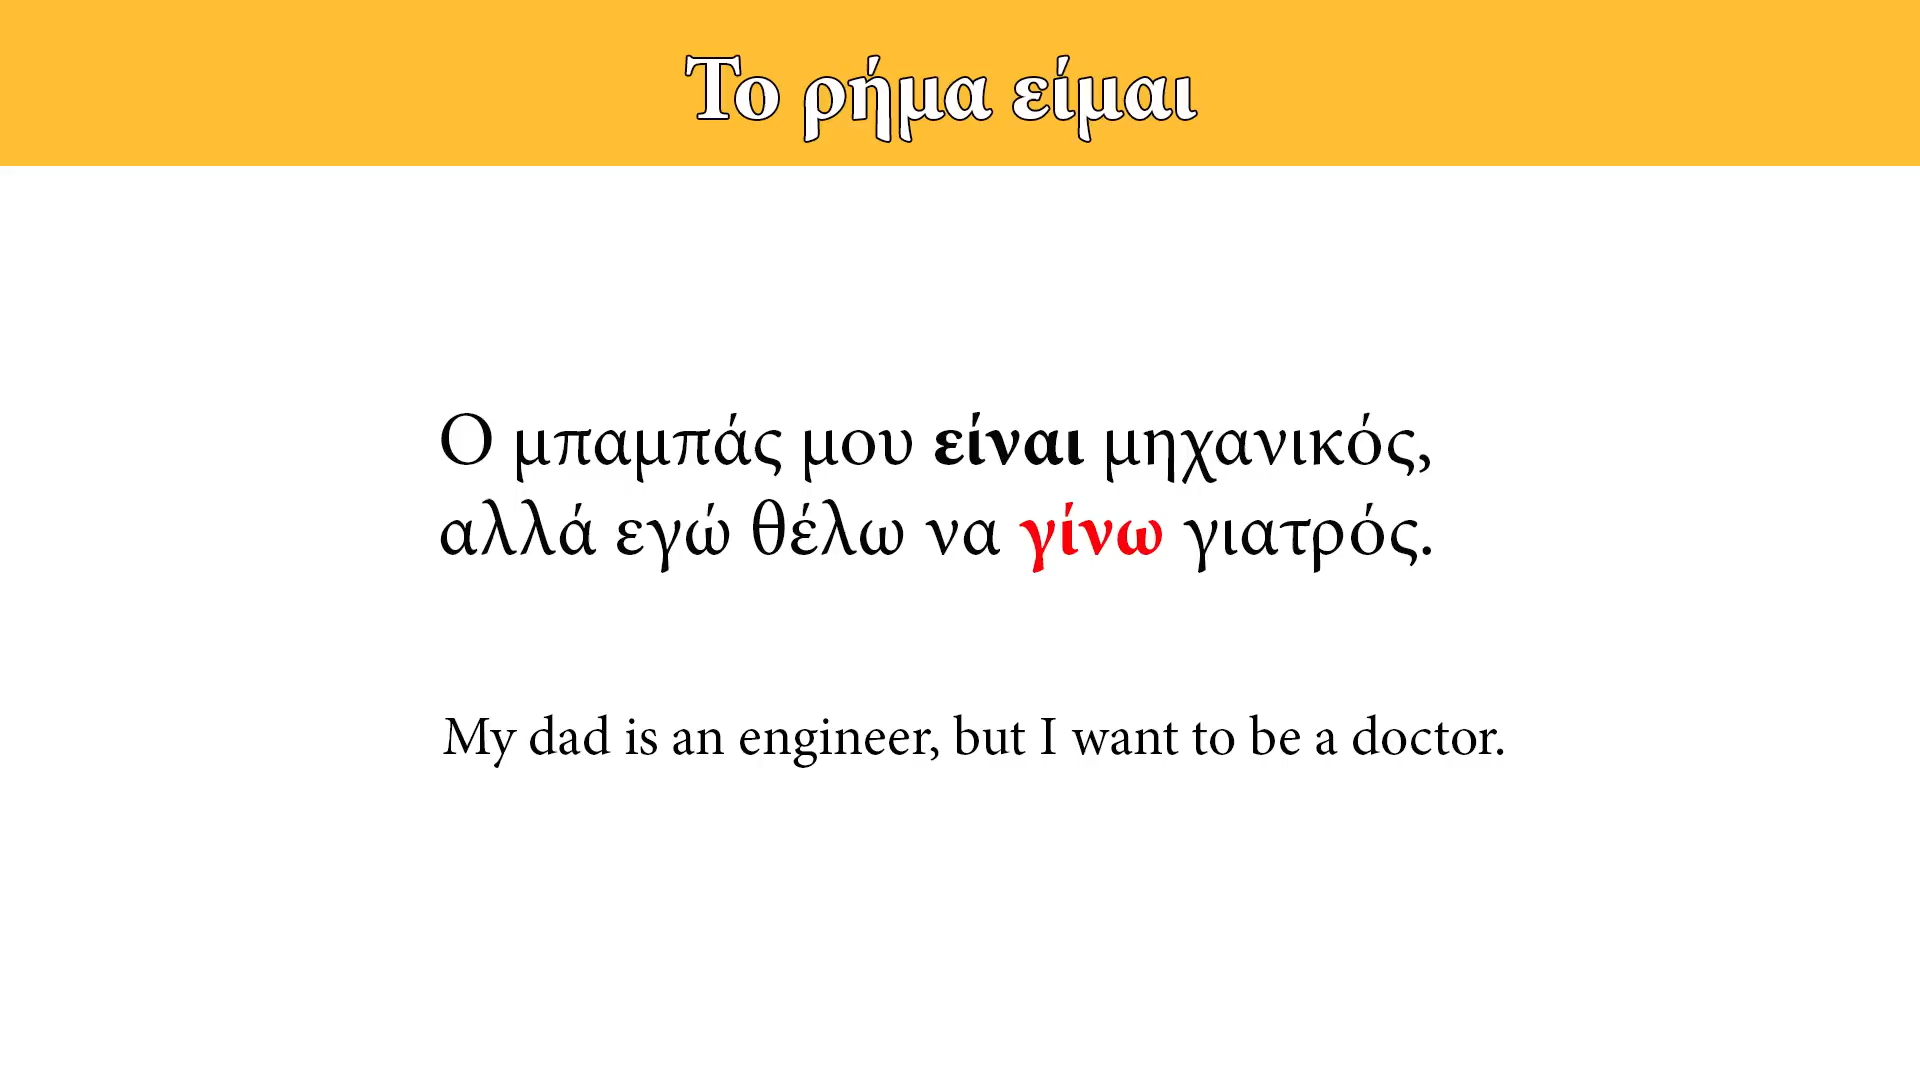 Το ρήμα είμαι
Ο μπαμπάς μου είναι μηχανικός,
αλλά εγώ θέλω να γίνω γιατρός.
My dad is an engineer, but I want to be a doctor.